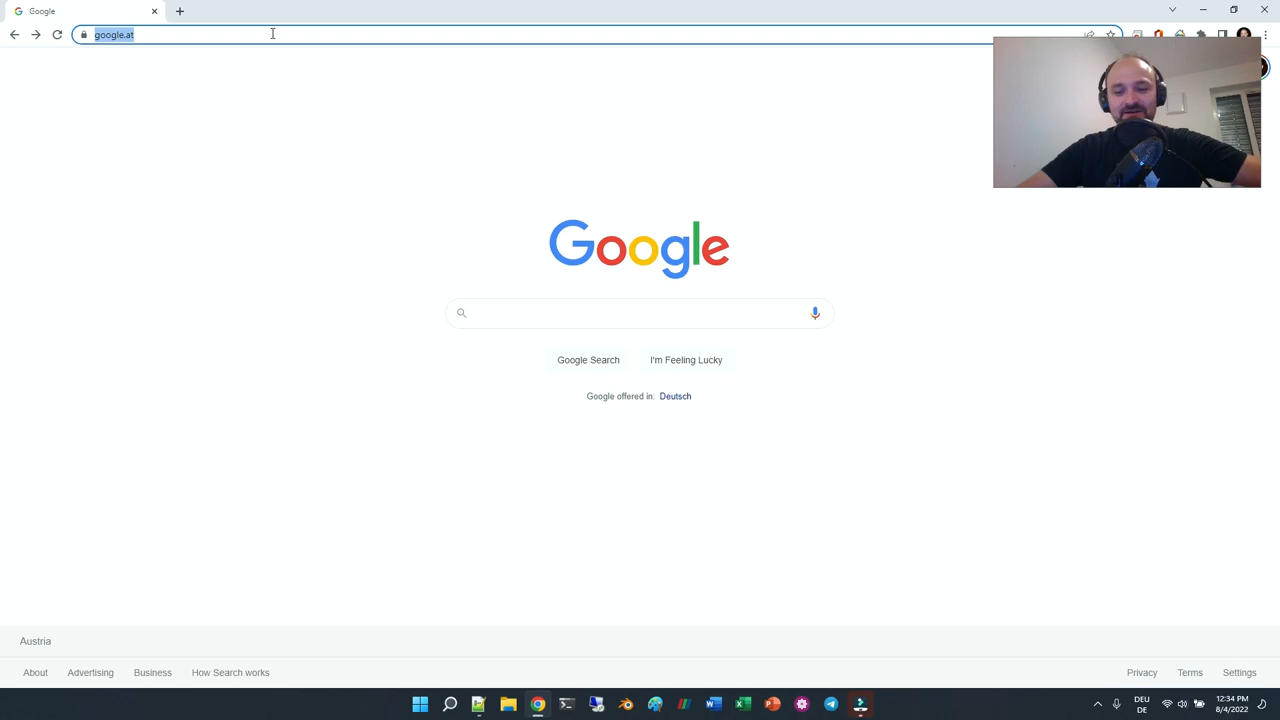 Google
google.at
Google
Google Search
I'm Feeling Lucky
Google offered in: Deutsch
Austria
About
Advertising
Business
How Search works
Privacy
Terms
Settings
DEU
DE
12:34 PM
8/4/2022